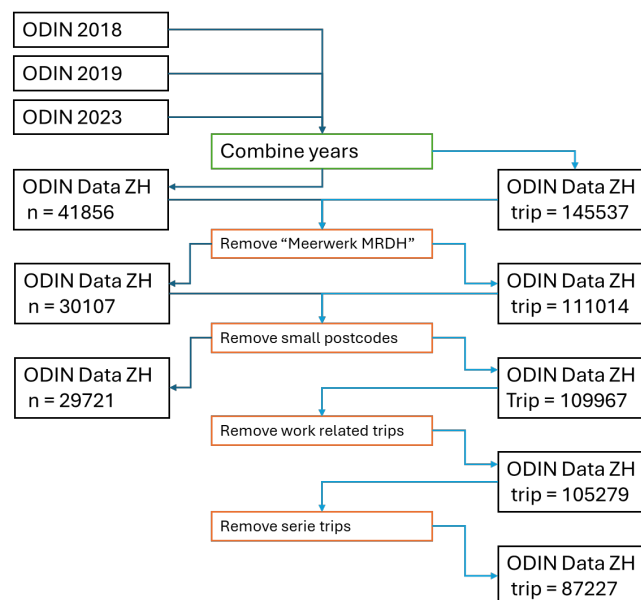 ODIN 2018
ODIN 2019
ODIN 2023
Combine years
ODIN Data ZH
n = 41856
ODIN Data ZH
trip = 145537
Remove “Meerwerk MRDH”
ODIN Data ZH
n = 30107
ODIN Data ZH
trip = 111014
Remove small postcodes
ODIN Data ZH
n = 29721
ODIN Data ZH
Trip = 109967
Remove work related trips
ODIN Data ZH
trip = 105279
Remove serie trips
ODIN Data ZH
trip = 87227